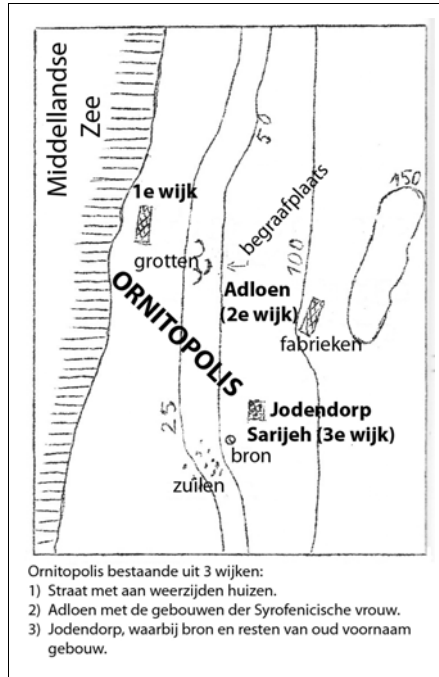 Middellandse
Zee
50
150
1e wijk
begraafplaats
grotten
100
Adloen
(2e wijk)
ORNITOPOLIS
fabrieken
25
Jodendorp
Sarijeh (3e wijk)
bron
zuilen
Ornitopolis bestaande uit 3 wijken:
1) Straat met aan weerzijden huizen.
2) Adloen met de gebouwen der Syrofenicische vrouw.
3) Jodendorp, waarbij bron en resten van oud voornaam
gebouw.